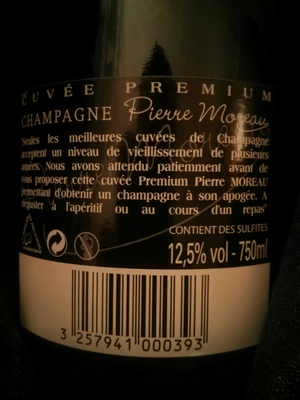 CUVÉE PREMIUM
CHAMPAGNE Pierre Moreau
"Seules les meilleures cuvées de Champagne
acceptent un niveau de vieillissement de plusieurs
années. Nous avons attendu patiemment avant de
vous proposer cette cuvée Premium Pierre MOREAU
permettant d'obtenir un champagne à son apogée. A
déguster à l'apéritif ou au cours d'un repas"
CONTIENT DES SULFITES
12,5% vol - 750ml
3 257941 000393